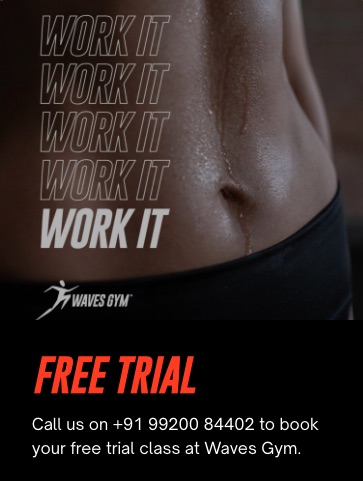 WORK IT
WORK IT
WORK IT
WORK IT
WORK IT
WAVES GYM
FREE TRIAL
Call us on +91 99200 84402 to book
your free trial class at Waves Gym.